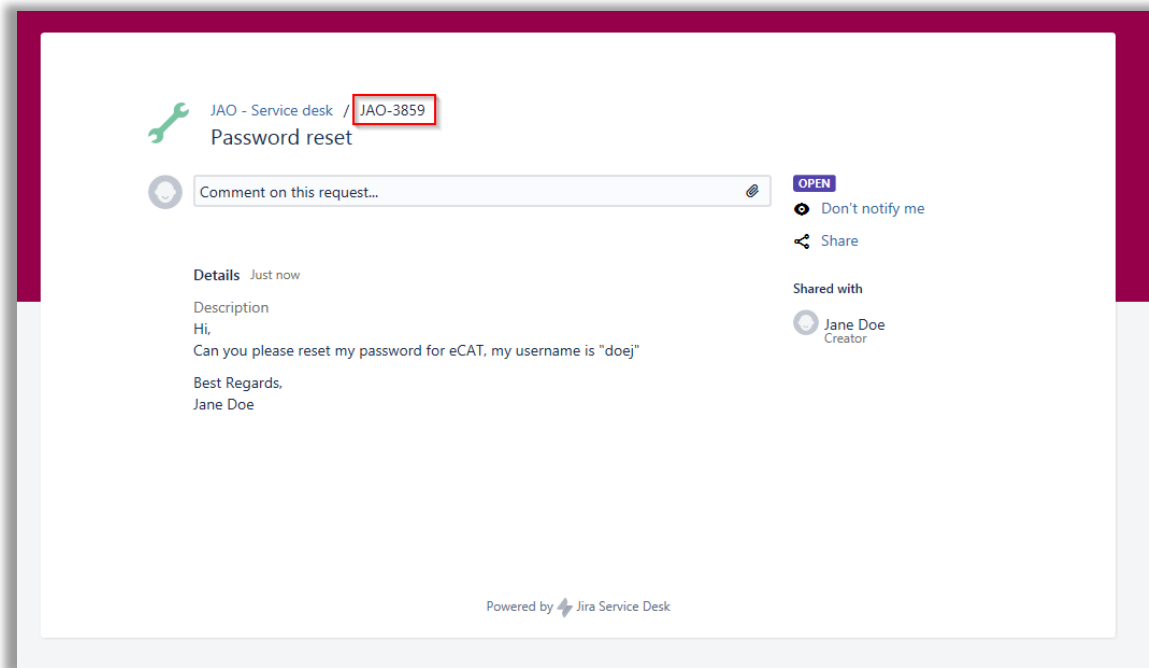 JAO - Service desk / JAO-3859
Password reset
Comment on this request...
OPEN
Don't notify me
Share
Details Just now
Description
Hi,
Can you please reset my password for eCAT, my username is "doej"
Best Regards,
Jane Doe
Shared with
Jane Doe
Creator
Powered by Jira Service Desk